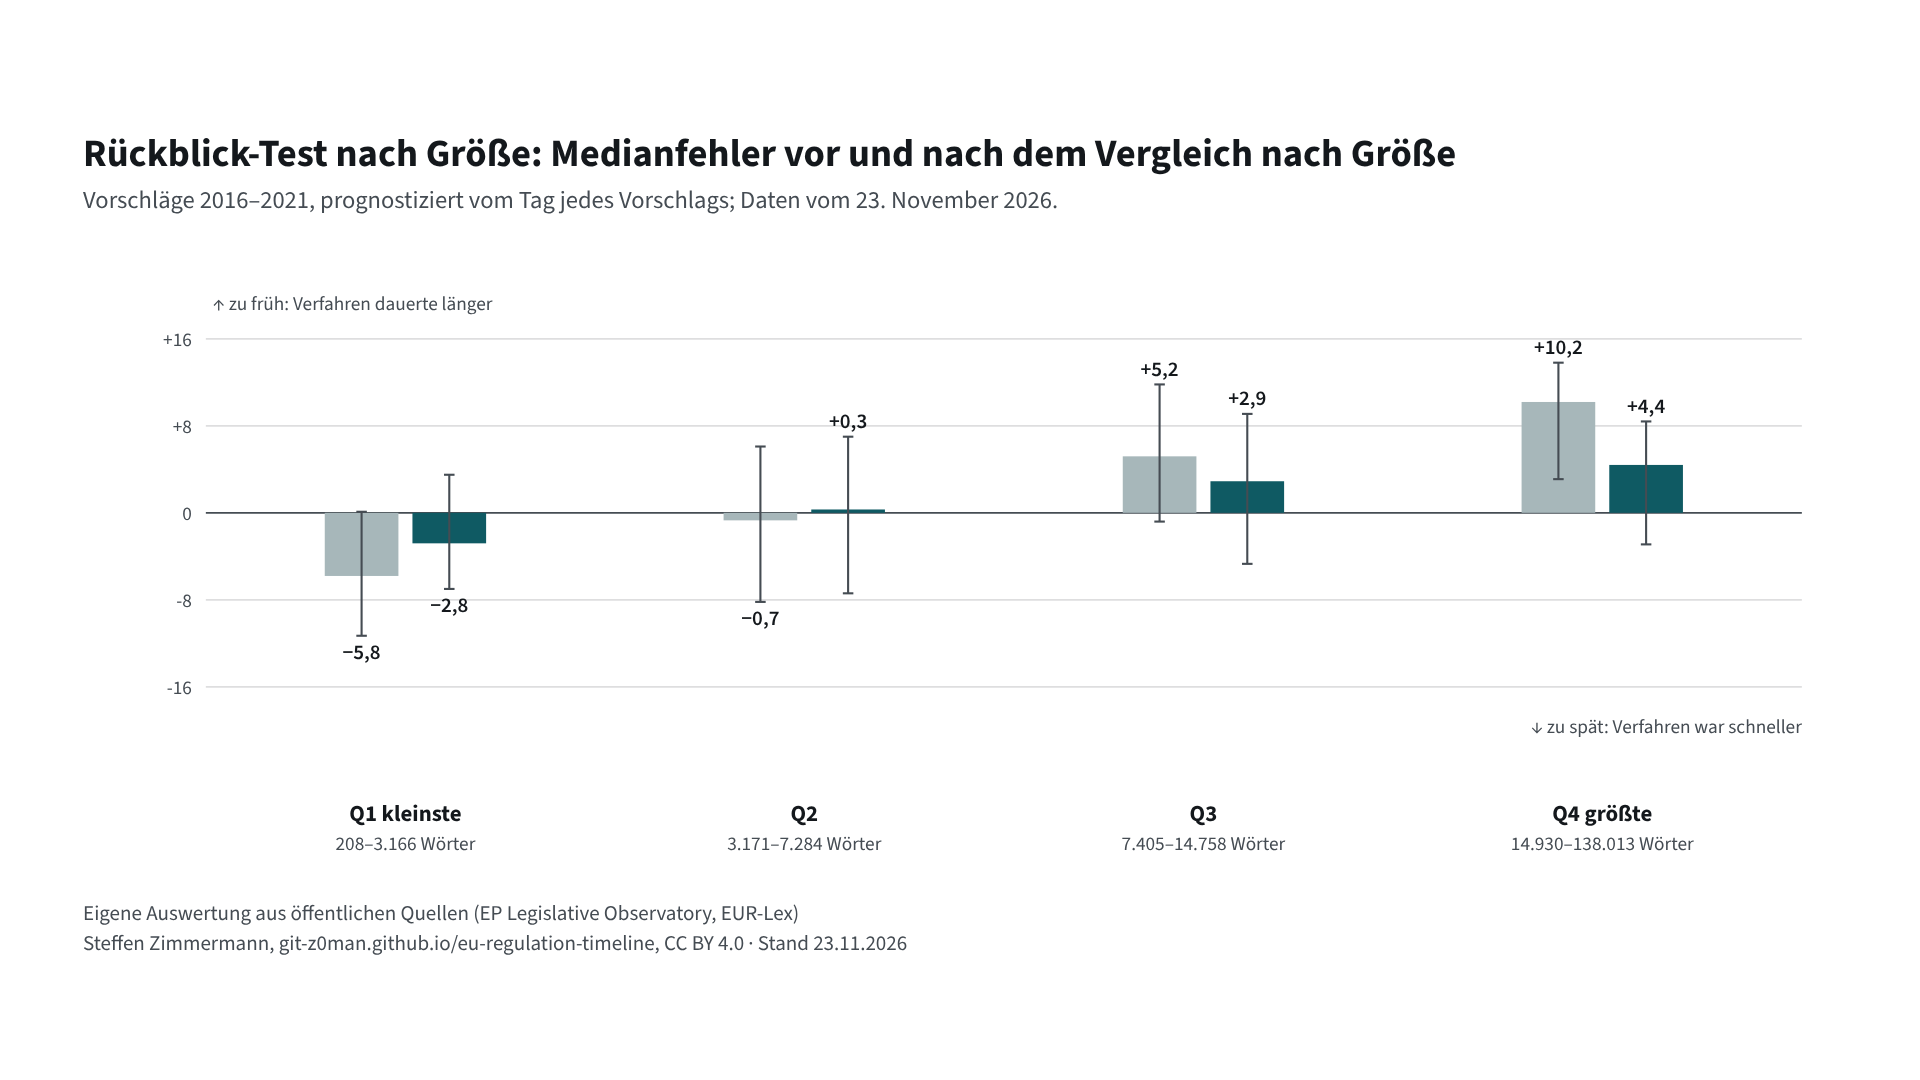 Rückblick-Test nach Größe: Medianfehler vor und nach dem Vergleich nach Größe
Vorschläge 2016–2021, prognostiziert vom Tag jedes Vorschlags; Daten vom 23. November 2026.
↑ zu früh: Verfahren dauerte länger
+16
+8
0
-8
-16
−5,8
−2,8
−0,7
+0,3
+5,2
+2,9
+10,2
+4,4
↓ zu spät: Verfahren war schneller
Q1 kleinste
208–3.166 Wörter
Q2
3.171–7.284 Wörter
Q3
7.405–14.758 Wörter
Q4 größte
14.930–138.013 Wörter
Eigene Auswertung aus öffentlichen Quellen (EP Legislative Observatory, EUR-Lex)
Steffen Zimmermann, git-z0man.github.io/eu-regulation-timeline, CC BY 4.0 · Stand 23.11.2026